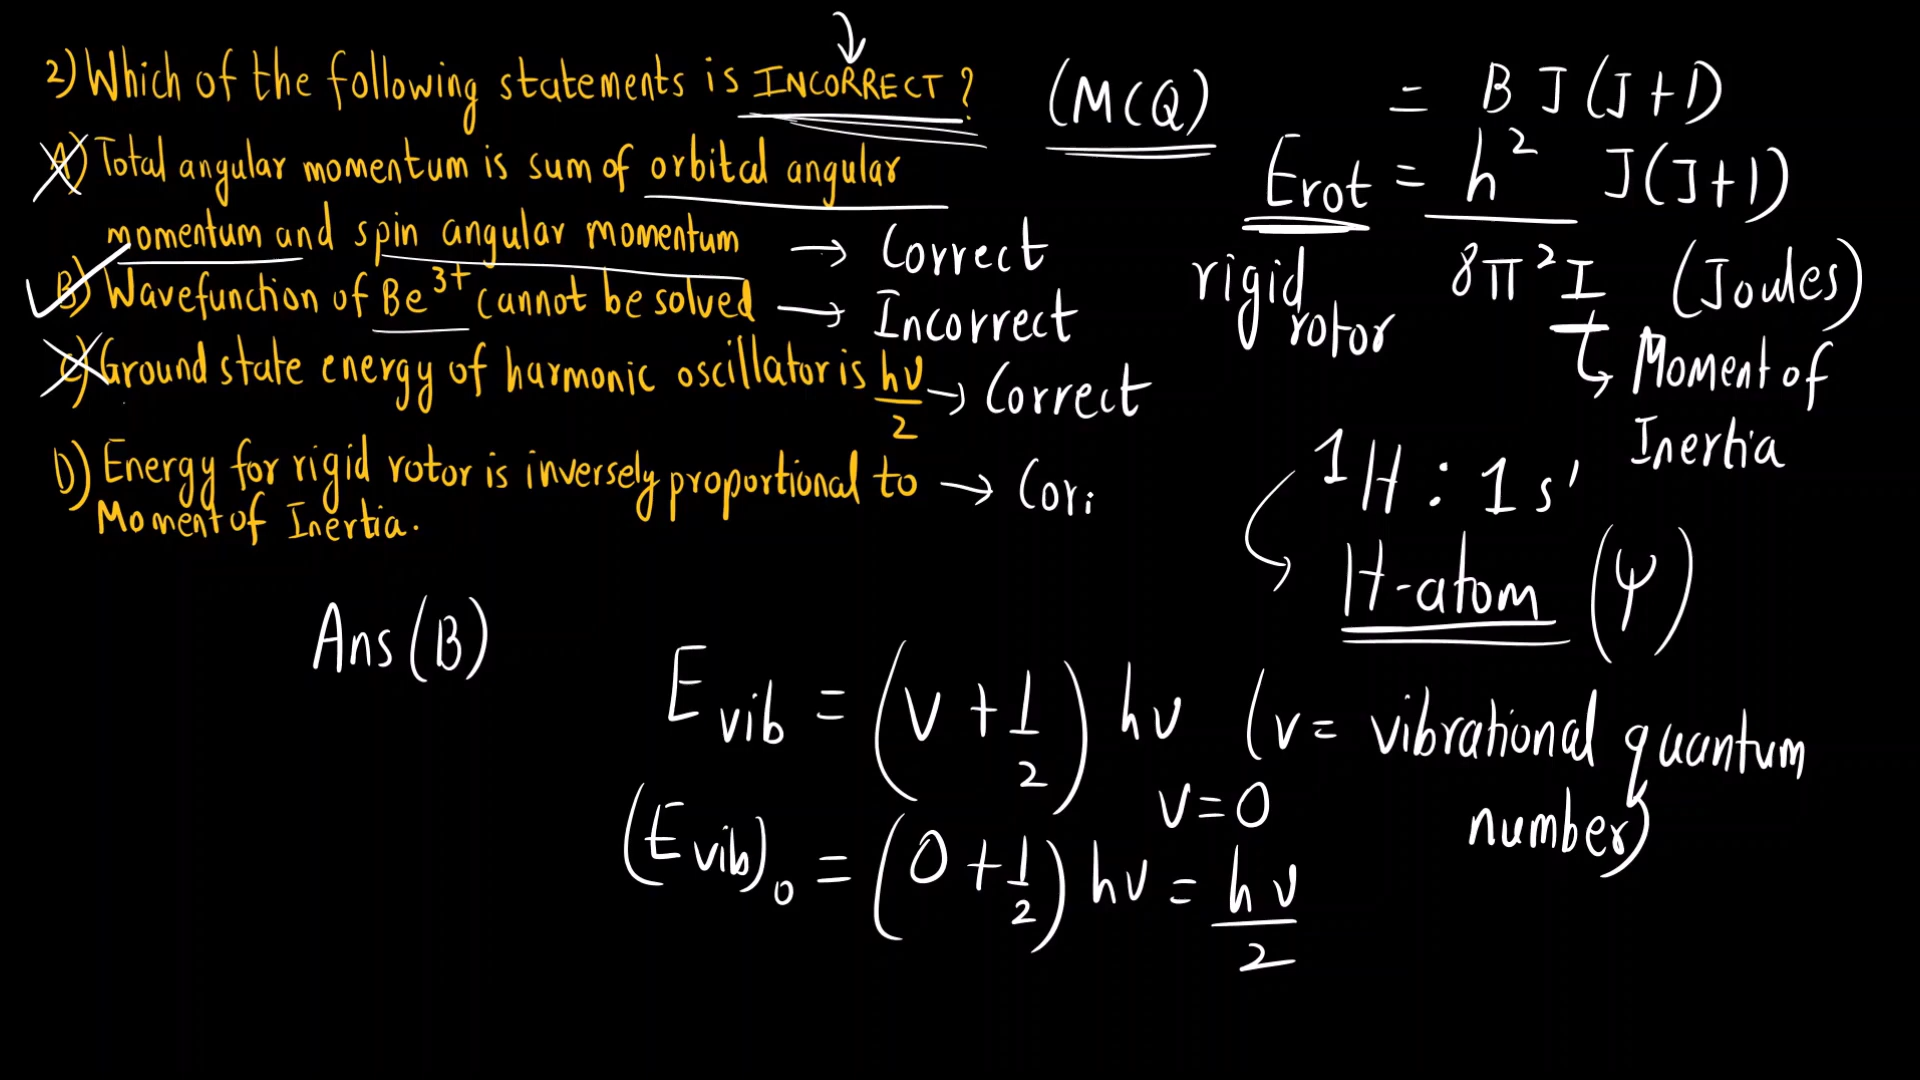 2) Which of the following statements is INCORRECT ? (MCQ)
A) Total angular momentum is sum of orbital angular
momentum and spin angular momentum → Correct
B) Wavefunction of Be³⁺ cannot be solved → Incorrect
C) Ground state energy of harmonic oscillator is hν/2 → Correct
D) Energy for rigid rotor is inversely proportional to → Cor
Moment of Inertia.
Ans (B)
= B J (J+1)
Erot = h²/8π²I J(J+1)
rigid rotor
(Joules)
↳ Moment of
Inertia
¹H : 1s¹
H-atom (Ψ)
E vib = (v + 1/2) hν (v = vibrational quantum
number)
v = 0
(E vib)₀ = (0 + 1/2) hν = hν/2